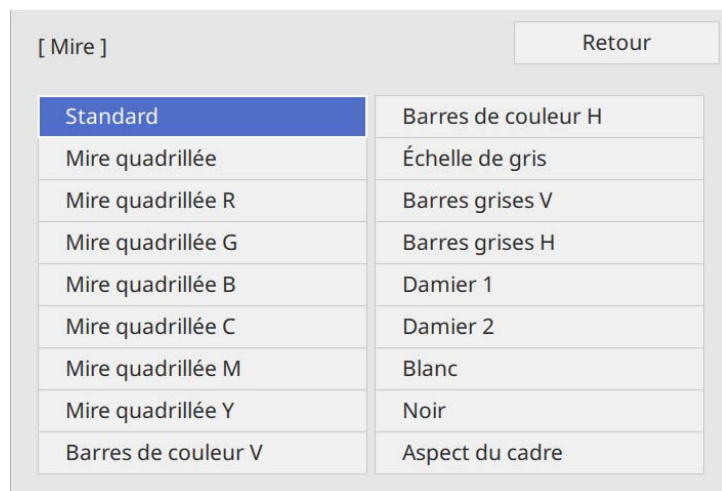 [ Mire ]
Retour
Standard
Mire quadrillée
Mire quadrillée R
Mire quadrillée G
Mire quadrillée B
Mire quadrillée C
Mire quadrillée M
Mire quadrillée Y
Barres de couleur V
Barres de couleur H
Échelle de gris
Barres grises V
Barres grises H
Damier 1
Damier 2
Blanc
Noir
Aspect du cadre